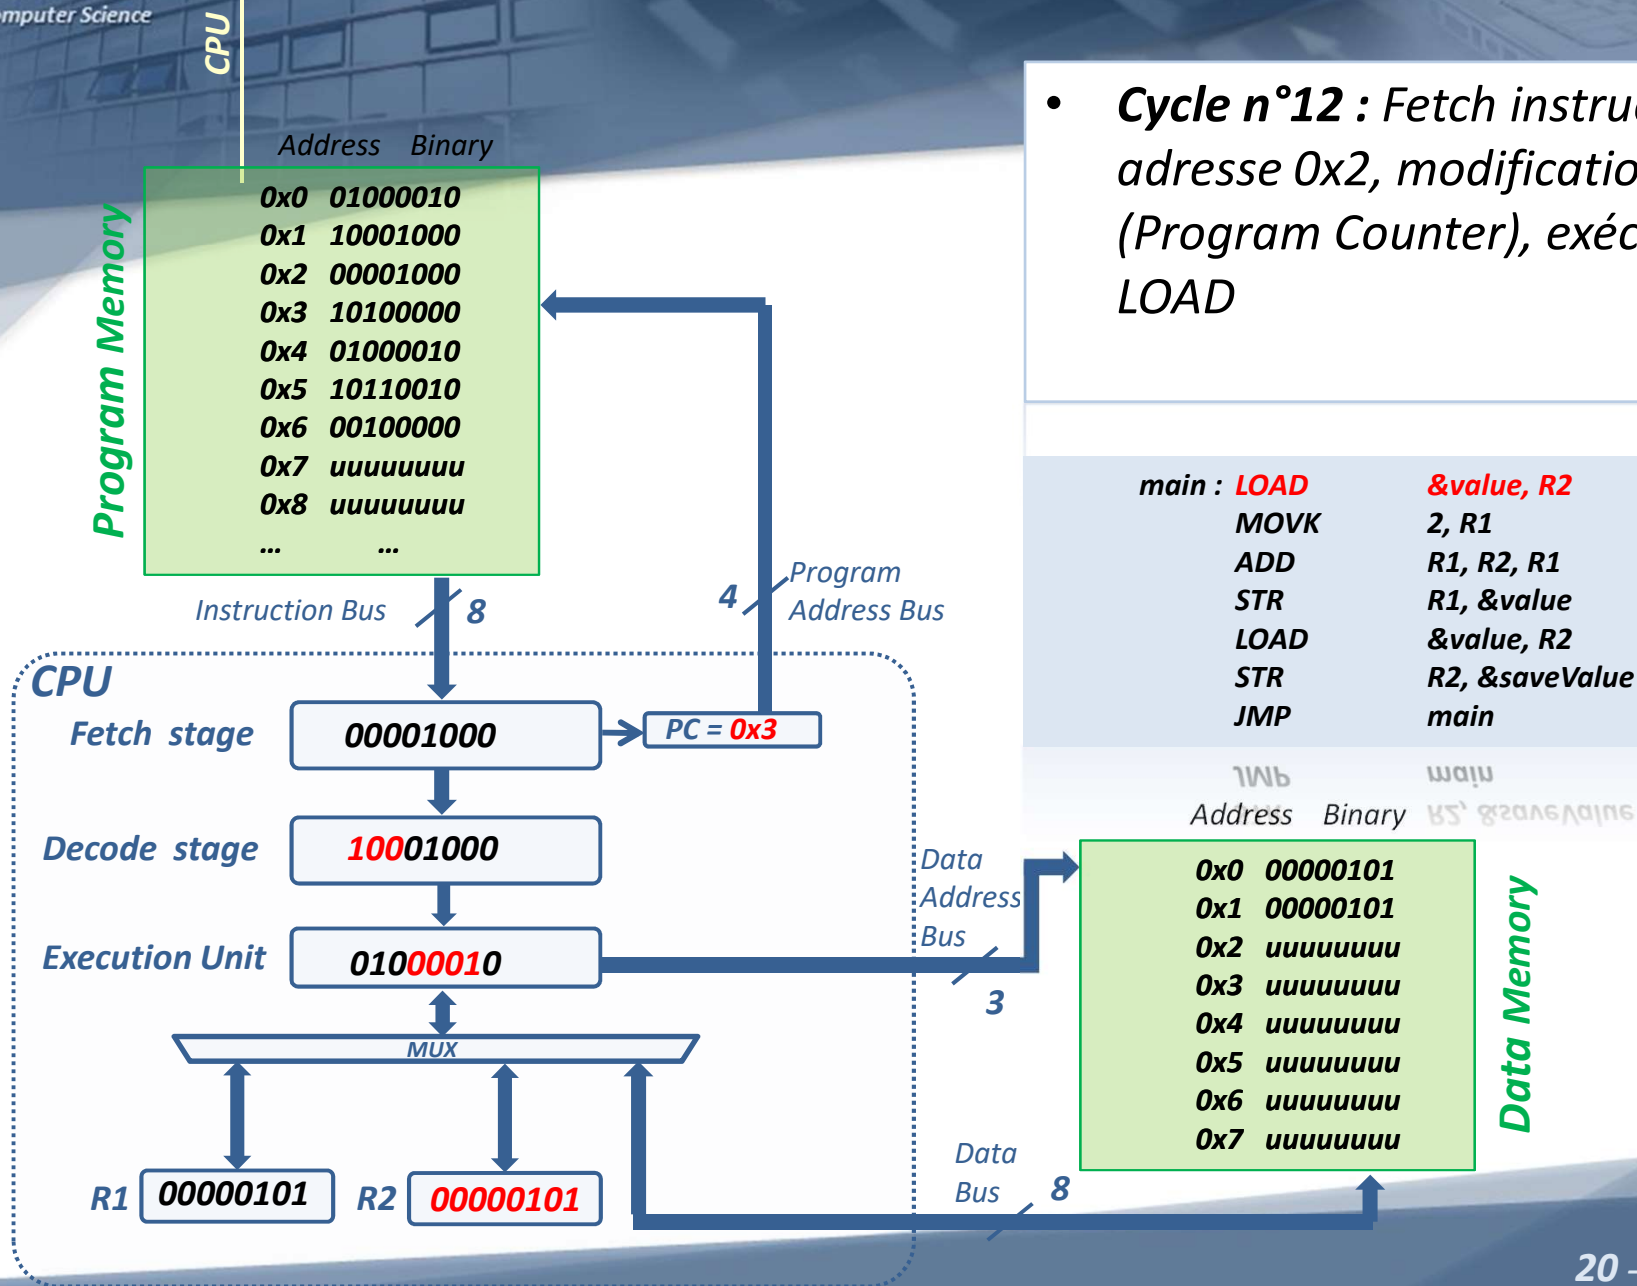 Computer Science
CPU
Address Binary
Program Memory
0x0 01000010
0x1 10001000
0x2 00001000
0x3 10100000
0x4 01000010
0x5 10110010
0x6 00100000
0x7 uuuuuuuu
0x8 uuuuuuuu
... ...
Instruction Bus
8
4
Program
Address Bus
• Cycle n°12 : Fetch
adresse 0x2,
(Program Counter),
LOAD
main : LOAD &value, R2
MOVK 2, R1
ADD R1, R2, R1
STR R1, &value
LOAD &value, R2
STR R2, &saveValue
JMP main
JMP main
R2, &saveValue
CPU
Fetch stage
00001000
PC = 0x3
Decode stage
10001000
Execution Unit
01000010
MUX
R1 00000101
R2 00000101
Data
Address
Bus
3
Data
Bus
8
Address Binary
0x0 00000101
0x1 00000101
0x2 uuuuuuuu
0x3 uuuuuuuu
0x4 uuuuuuuu
0x5 uuuuuuuu
0x6 uuuuuuuu
0x7 uuuuuuuu
Data Memory
20 -